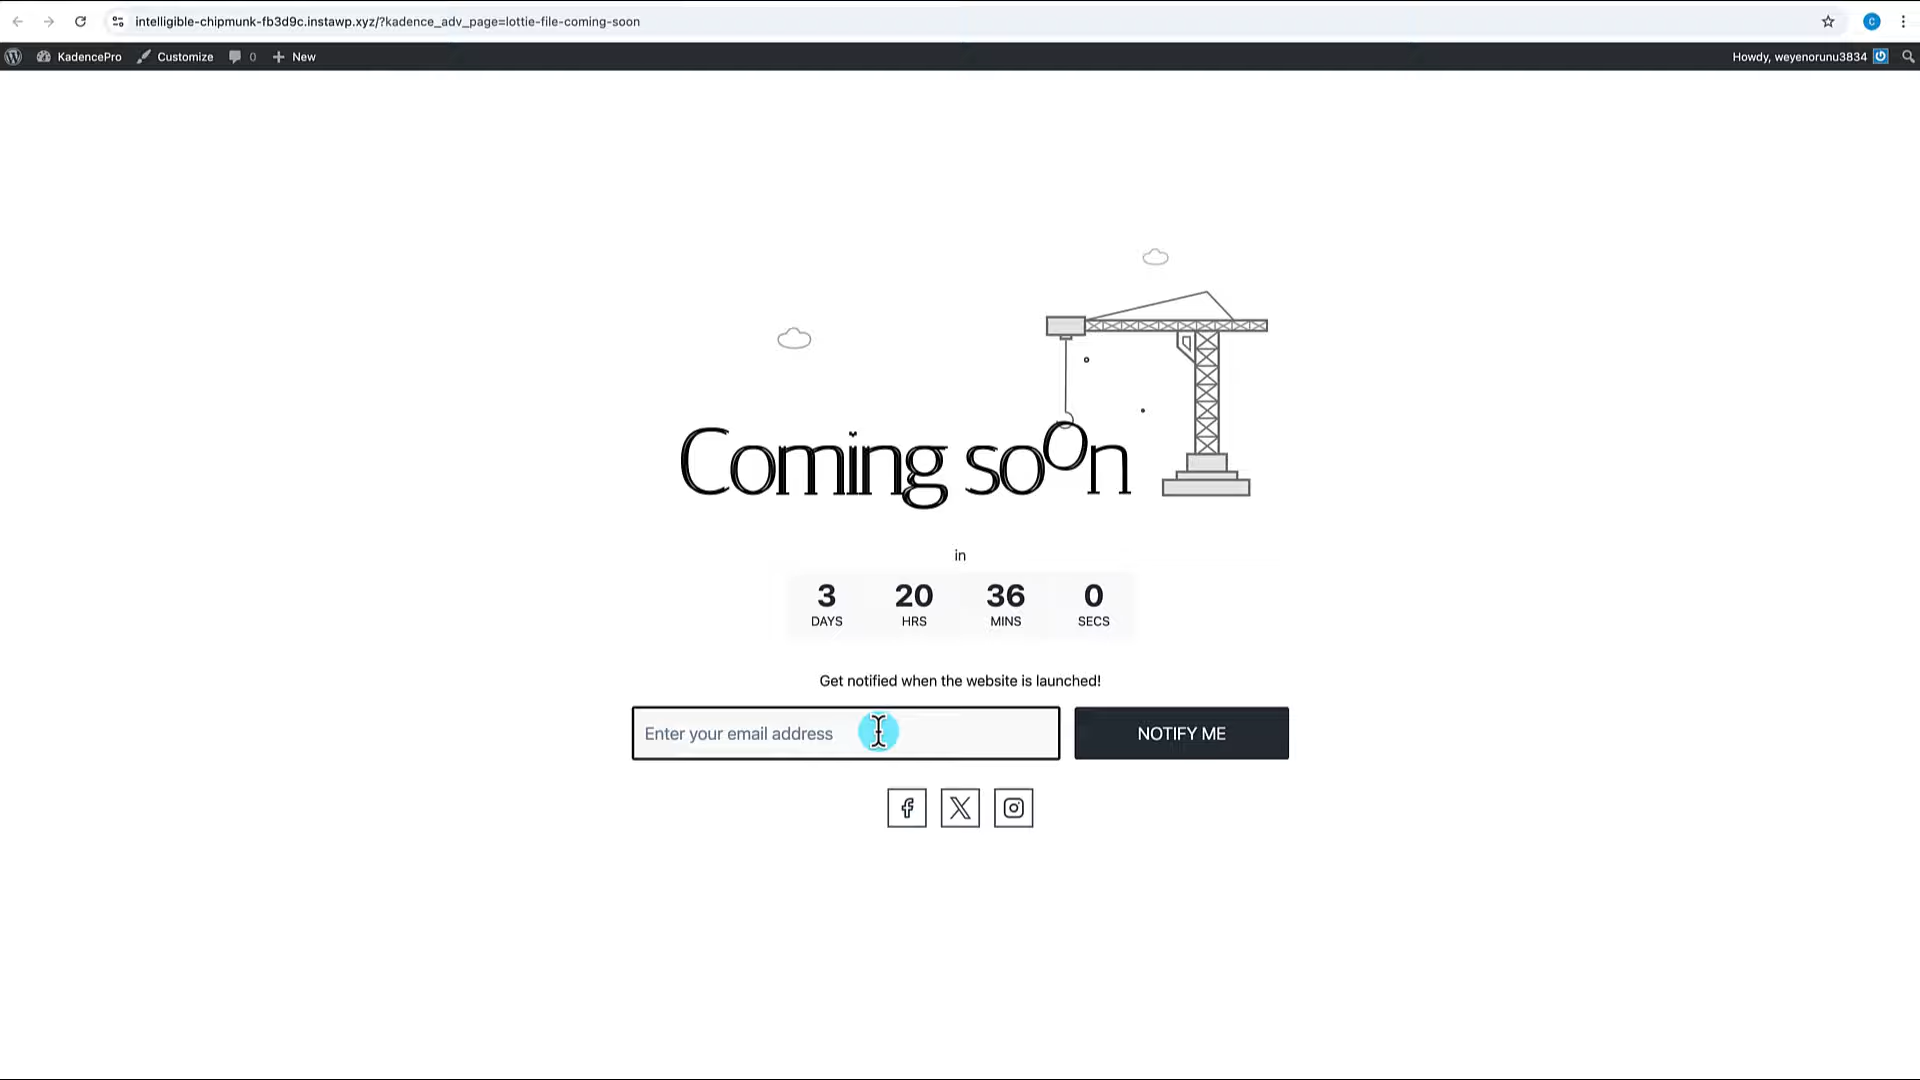 intelligible-chipmunk-fb3d9c.instawp.xyz/?kadence_adv_page=lottie-file-coming-soon
C
KadencePro Customize 0 New Howdy, weyenorunu3834
Coming soOn
in
3 20 36 0
DAYS HRS MINS SECS
Get notified when the website is launched!
Enter your email address NOTIFY ME